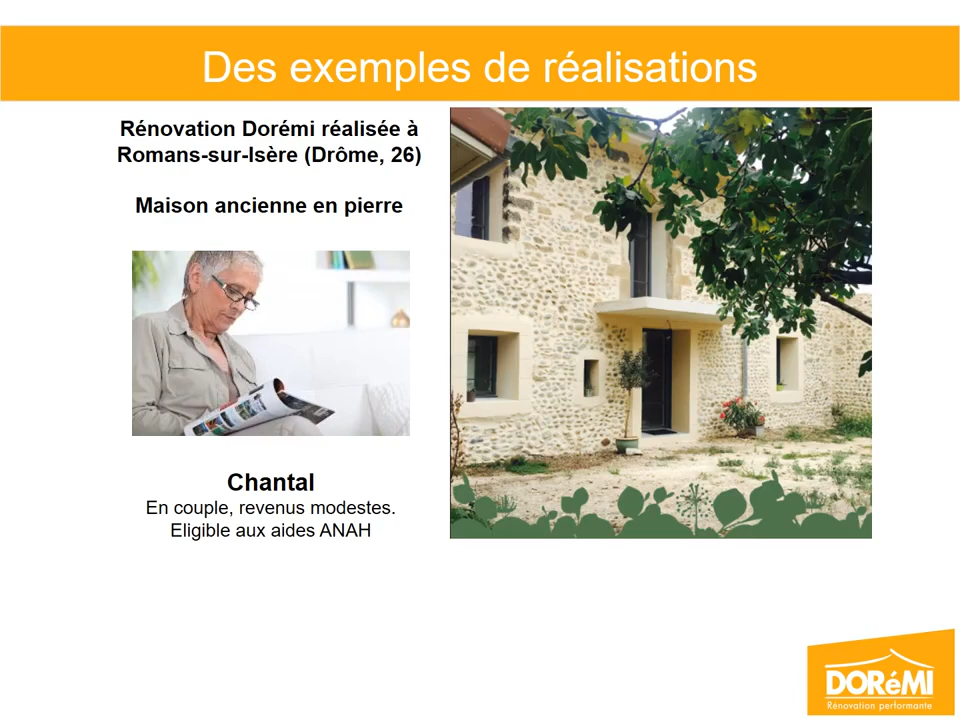 Des exemples de réalisations
Rénovation Dorémi réalisée à
Romans-sur-Isère (Drôme, 26)
Maison ancienne en pierre
Chantal
En couple, revenus modestes.
Eligible aux aides ANAH
DORéMI
Rénovation performante